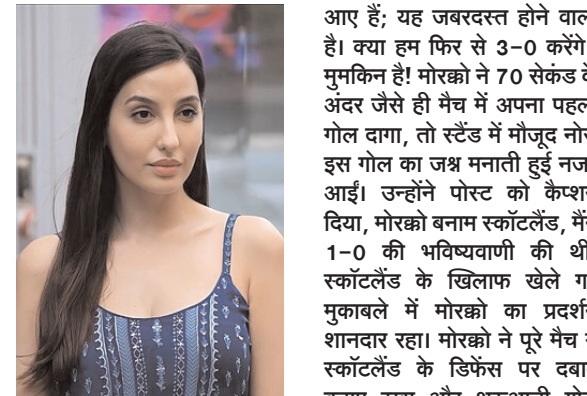 आए हैं; यह जबरदस्त होने वाल
है। क्या हम फिर से 3-0 करेंगे
मुमकिन है! मोरक्को ने 70 सेकंड
अंदर जैसे ही मैच में अपना पहल
गोल दागा, तो स्टैंड में मौजूद नोर
इस गोल का जश्न मनाती हुई नज
आईं। उन्होंने पोस्ट को कैप्श
दिया, मोरक्को बनाम स्कॉटलैंड, मैं
1-0 की भविष्यवाणी की थी
स्कॉटलैंड के खिलाफ खेले ग
मुकाबले में मोरक्को का प्रदर्श
शानदार रहा। मोरक्को ने पूरे मैच
स्कॉटलैंड के डिफेंस पर दबा